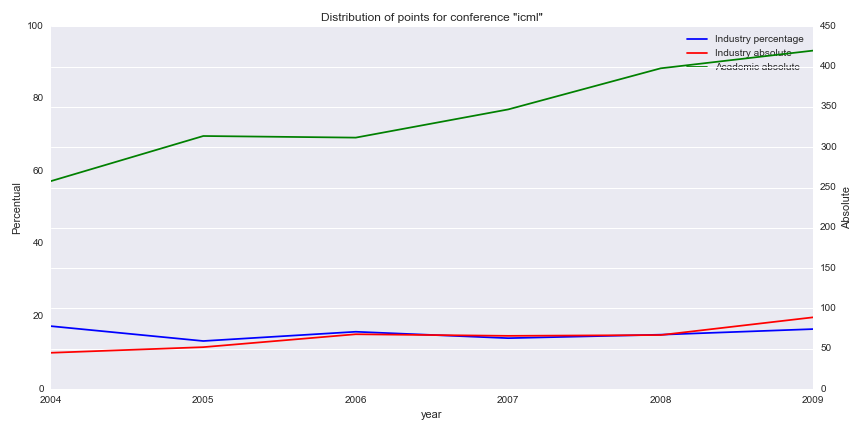 Distribution of points for conference "icml"
Industry percentage
Industry absolute
Academic absolute
Percentual
100
80
60
40
20
0
Absolute
450
400
350
300
250
200
150
100
50
0
2004 2005 2006 2007 2008 2009
year